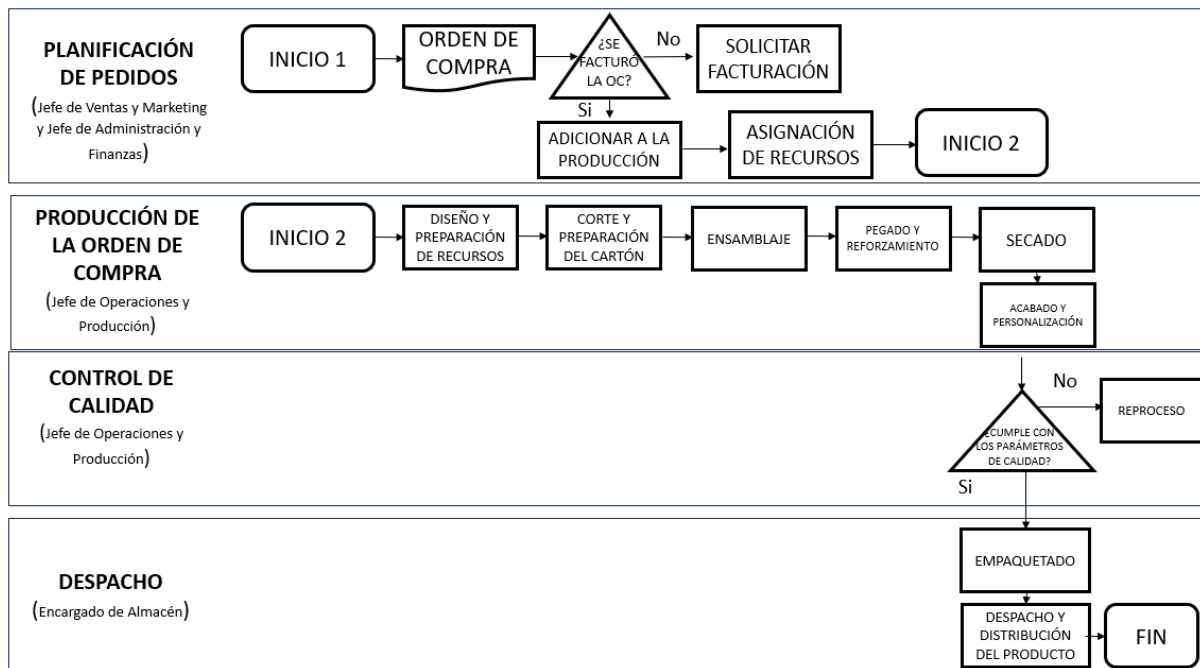 PLANIFICACIÓN
DE PEDIDOS
(Jefe de Ventas y Marketing
y Jefe de Administración y
Finanzas)
INICIO 1
ORDEN DE
COMPRA
¿SE
FACTURÓ
LA OC?
No
SOLICITAR
FACTURACIÓN
Si
ADICIONAR A LA
PRODUCCIÓN
ASIGNACIÓN
DE RECURSOS
INICIO 2
PRODUCCIÓN DE
LA ORDEN DE
COMPRA
(Jefe de Operaciones y
Producción)
INICIO 2
DISEÑO Y
PREPARACIÓN
DE RECURSOS
CORTE Y
PREPARACIÓN
DEL CARTÓN
ENSAMBLAJE
PEGADO Y
REFORZAMIENTO
SECADO
ACABADO Y
PERSONALIZACIÓN
CONTROL DE
CALIDAD
(Jefe de Operaciones y
Producción)
¿CUMPLE CON
LOS PARÁMETROS
DE CALIDAD?
No
REPROCESO
Si
DESPACHO
(Encargado de Almacén)
EMPAQUETADO
DESPACHO Y
DISTRIBUCIÓN
DEL PRODUCTO
FIN